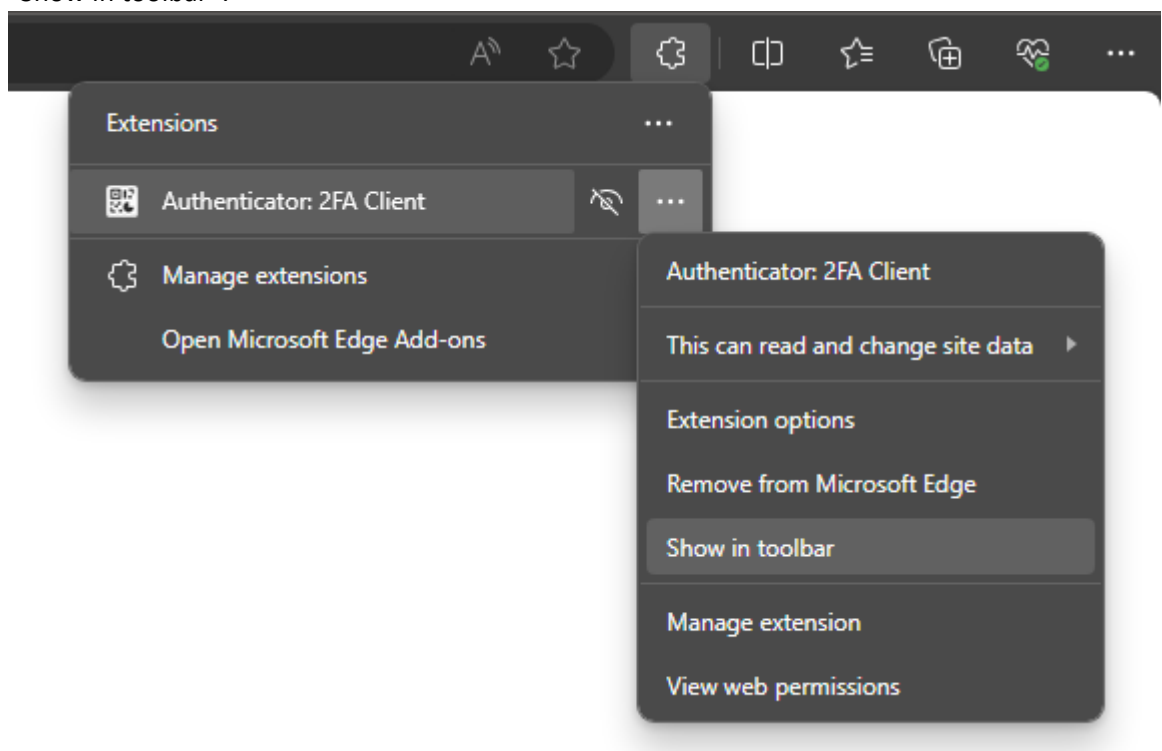 "Show in toolbar".
Extensions
Authenticator: 2FA Client
Manage extensions
Open Microsoft Edge Add-ons
Authenticator: 2FA Client
This can read and change site data
Extension options
Remove from Microsoft Edge
Show in toolbar
Manage extension
View web permissions